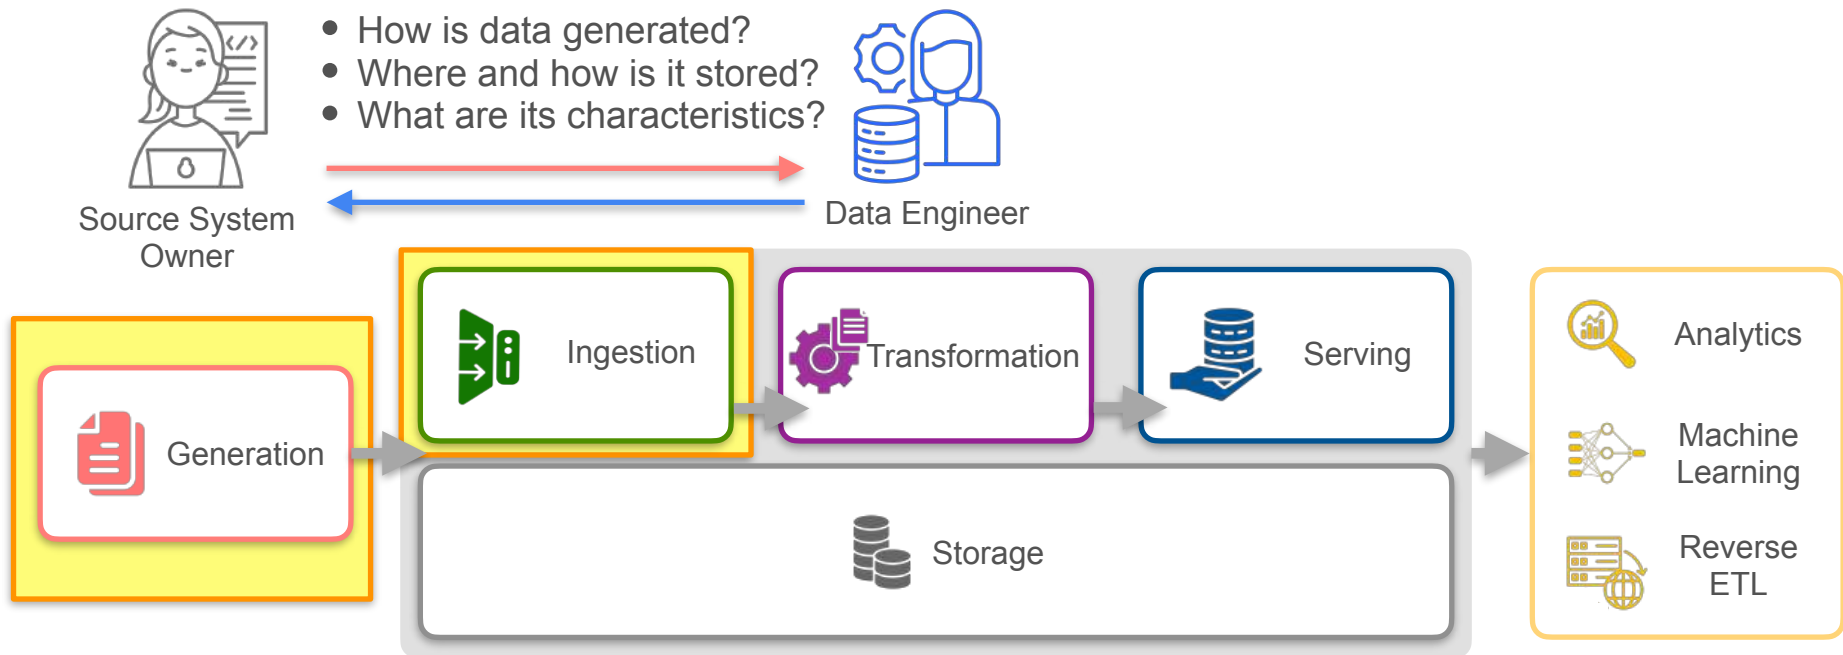 • How is data generated?
• Where and how is it stored?
• What are its characteristics?
</>
Source System
Owner
Data Engineer
Ingestion
Transformation
Serving
Generation
Storage
Analytics
Machine
Learning
Reverse
ETL